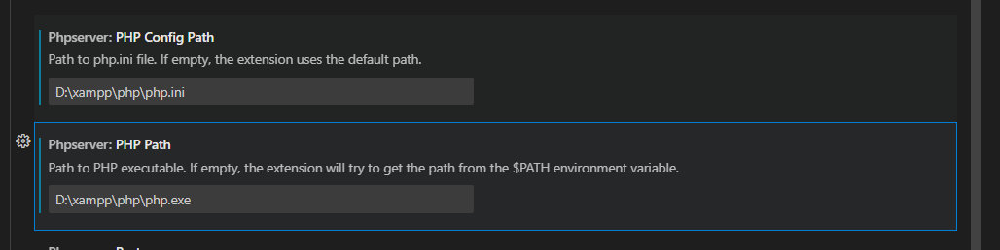 Phpserver: PHP Config Path
Path to php.ini file. If empty, the extension uses the default path.
D:\xampp\php\php.ini
Phpserver: PHP Path
Path to PHP executable. If empty, the extension will try to get the path from the $PATH environment variable.
D:\xampp\php\php.exe